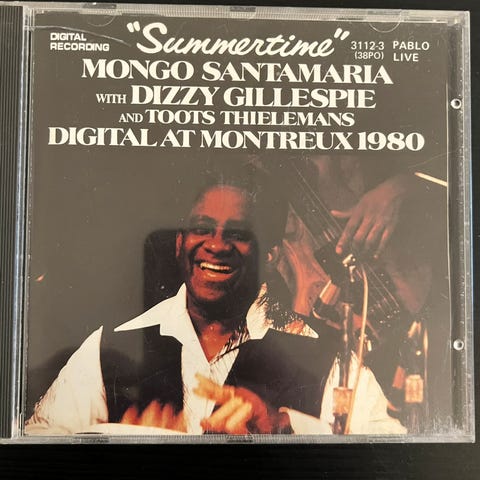 DIGITAL
RECORDING
"Summertime"
3112-3 PABLO
(38PO) LIVE
MONGO SANTAMARIA
WITH DIZZY GILLESPIE
AND TOOTS THIELEMANS
DIGITAL AT MONTREUX 1980